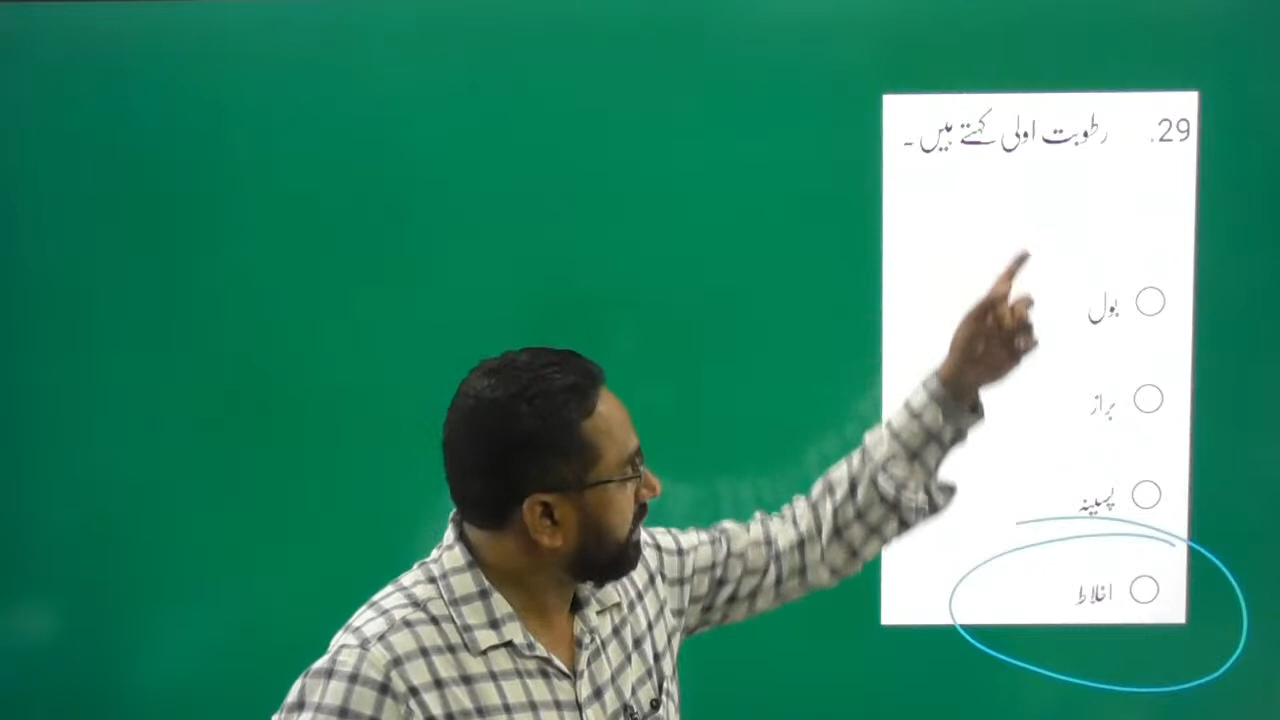 29. رطوبت اولی کہتے ہیں ۔
بول
براز
پسینہ
اخلاط